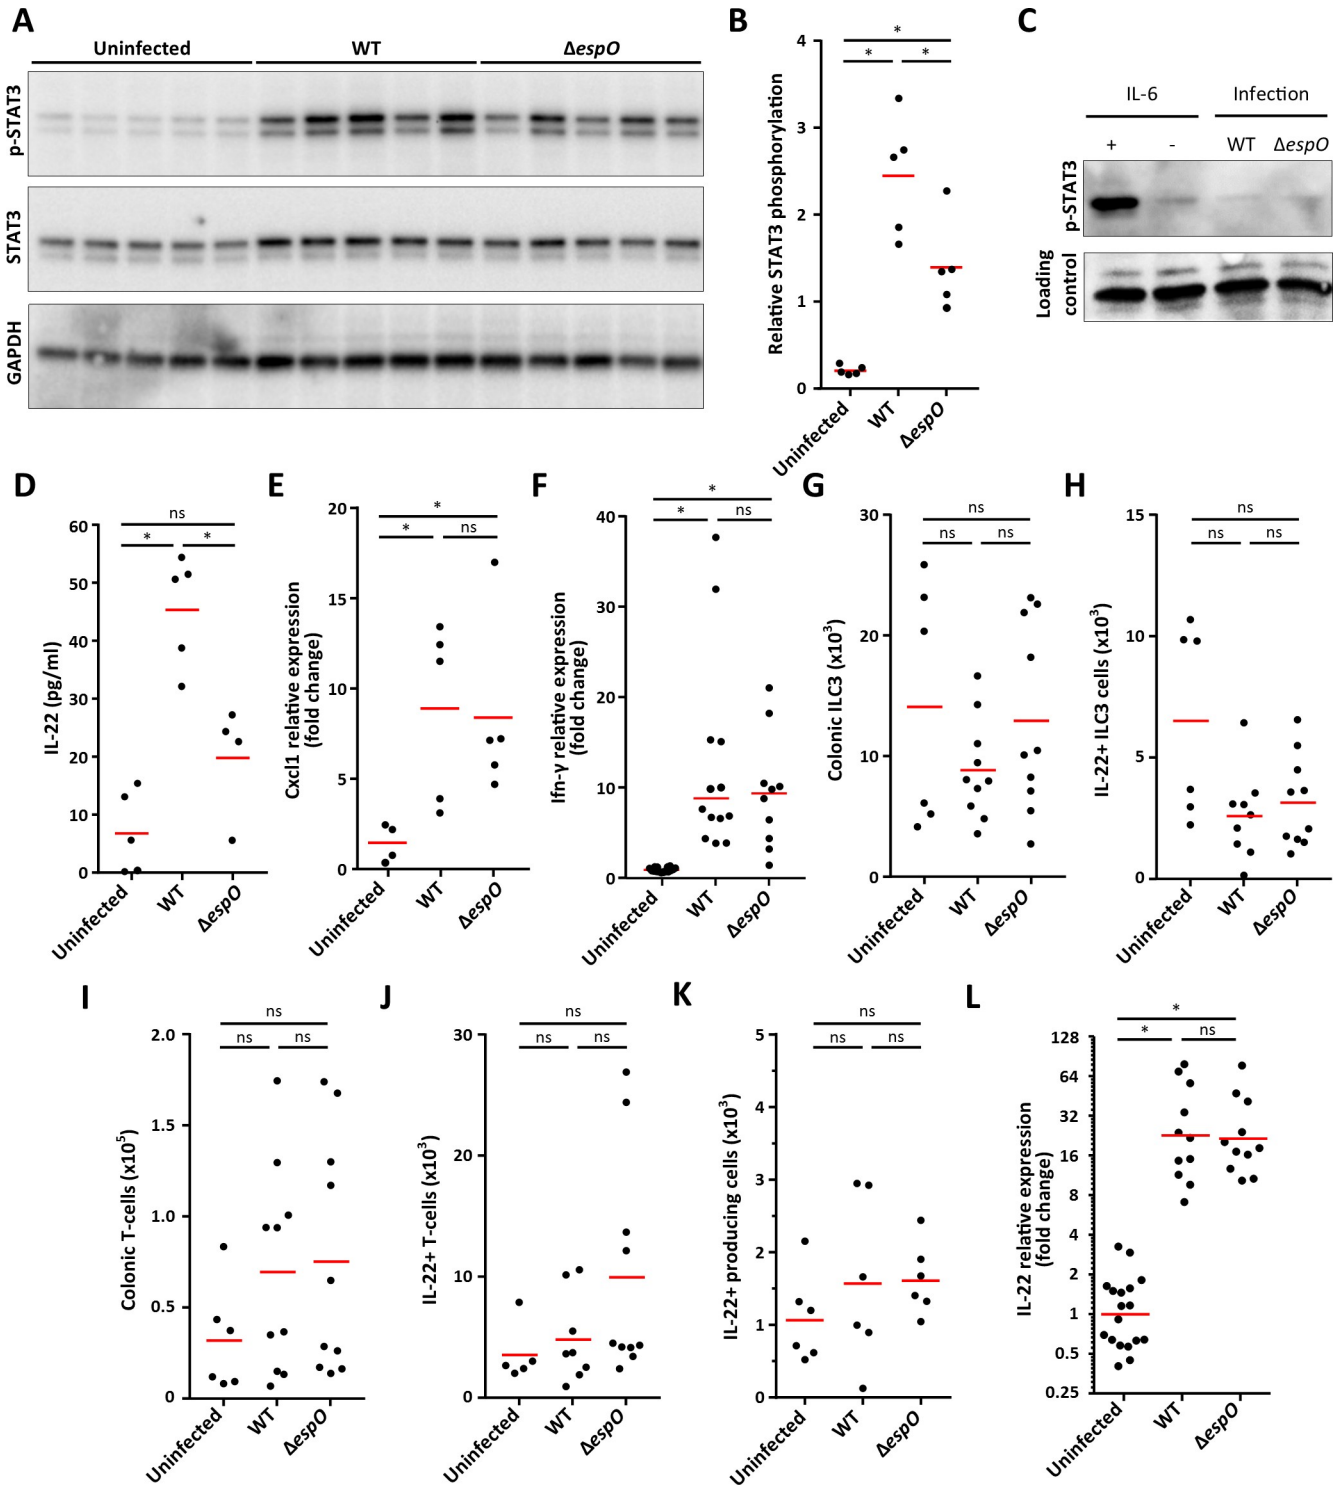 A
Uninfected
WT
ΔespO
p-STAT3
STAT3
GAPDH
B
Relative STAT3 phosphorylation
4
3
2
1
0
*
*
*
Uninfected
WT
ΔespO
C
IL-6
Infection
+
-
WT
ΔespO
p-STAT3
Loading
control
D
IL-22 (pg/ml)
60
50
40
30
20
10
0
ns
*
*
Uninfected
WT
ΔespO
E
Cxcl1 relative expression
(fold change)
20
15
10
5
0
*
*
ns
Uninfected
WT
ΔespO
F
Ifn-γ relative expression
(fold change)
40
30
20
10
0
*
*
ns
Uninfected
WT
ΔespO
G
Colonic ILC3 (x10³)
30
20
10
0
ns
ns
ns
Uninfected
WT
ΔespO
H
IL-22+ ILC3 cells (x10³)
15
10
5
0
ns
ns
ns
Uninfected
WT
ΔespO
I
Colonic T-cells (x10⁵)
2.0
1.5
1.0
0.5
0
ns
ns
ns
Uninfected
WT
ΔespO
J
IL-22+ T-cells (x10³)
30
20
10
0
ns
ns
ns
Uninfected
WT
ΔespO
K
IL-22+ producing cells (x10³)
5
4
3
2
1
0
ns
ns
ns
Uninfected
WT
ΔespO
L
IL-22 relative expression
(fold change)
128
64
32
16
8
4
2
1
0.5
0.25
*
*
ns
Uninfected
WT
ΔespO